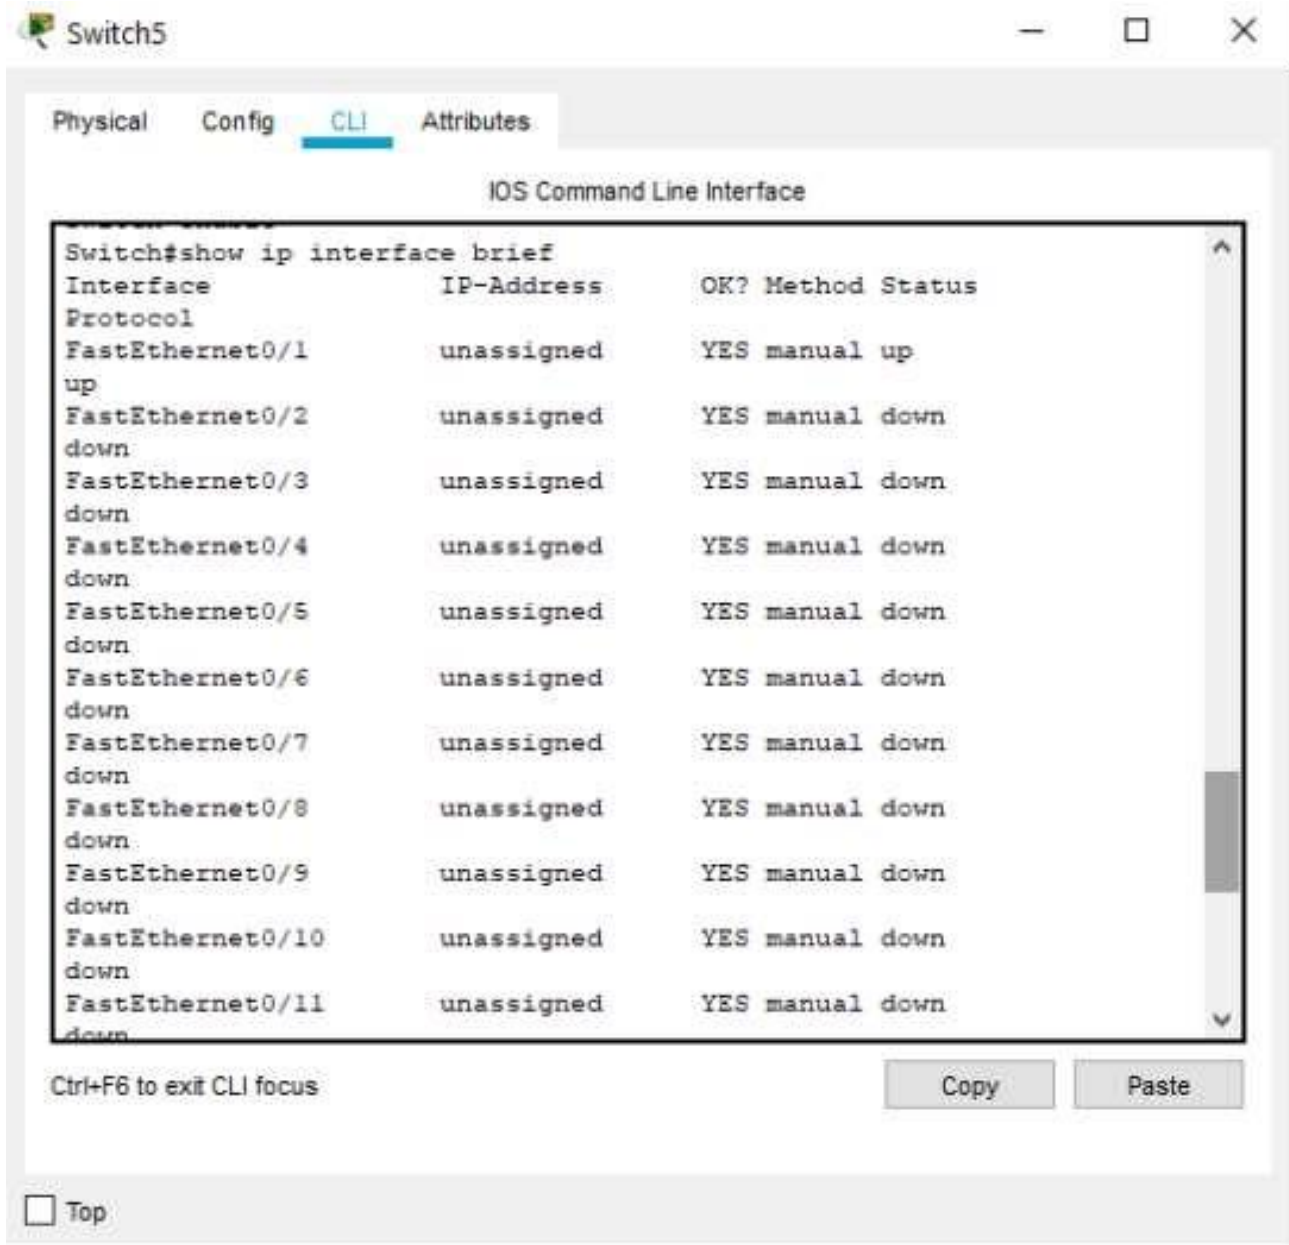 Switch5
Physical Config CLI Attributes
IOS Command Line Interface
Switch#show ip interface brief
Interface IP-Address OK? Method Status
Protocol
FastEthernet0/1 unassigned YES manual up
up
FastEthernet0/2 unassigned YES manual down
down
FastEthernet0/3 unassigned YES manual down
down
FastEthernet0/4 unassigned YES manual down
down
FastEthernet0/5 unassigned YES manual down
down
FastEthernet0/6 unassigned YES manual down
down
FastEthernet0/7 unassigned YES manual down
down
FastEthernet0/8 unassigned YES manual down
down
FastEthernet0/9 unassigned YES manual down
down
FastEthernet0/10 unassigned YES manual down
down
FastEthernet0/11 unassigned YES manual down
down
Ctrl+F6 to exit CLI focus Copy Paste
Top